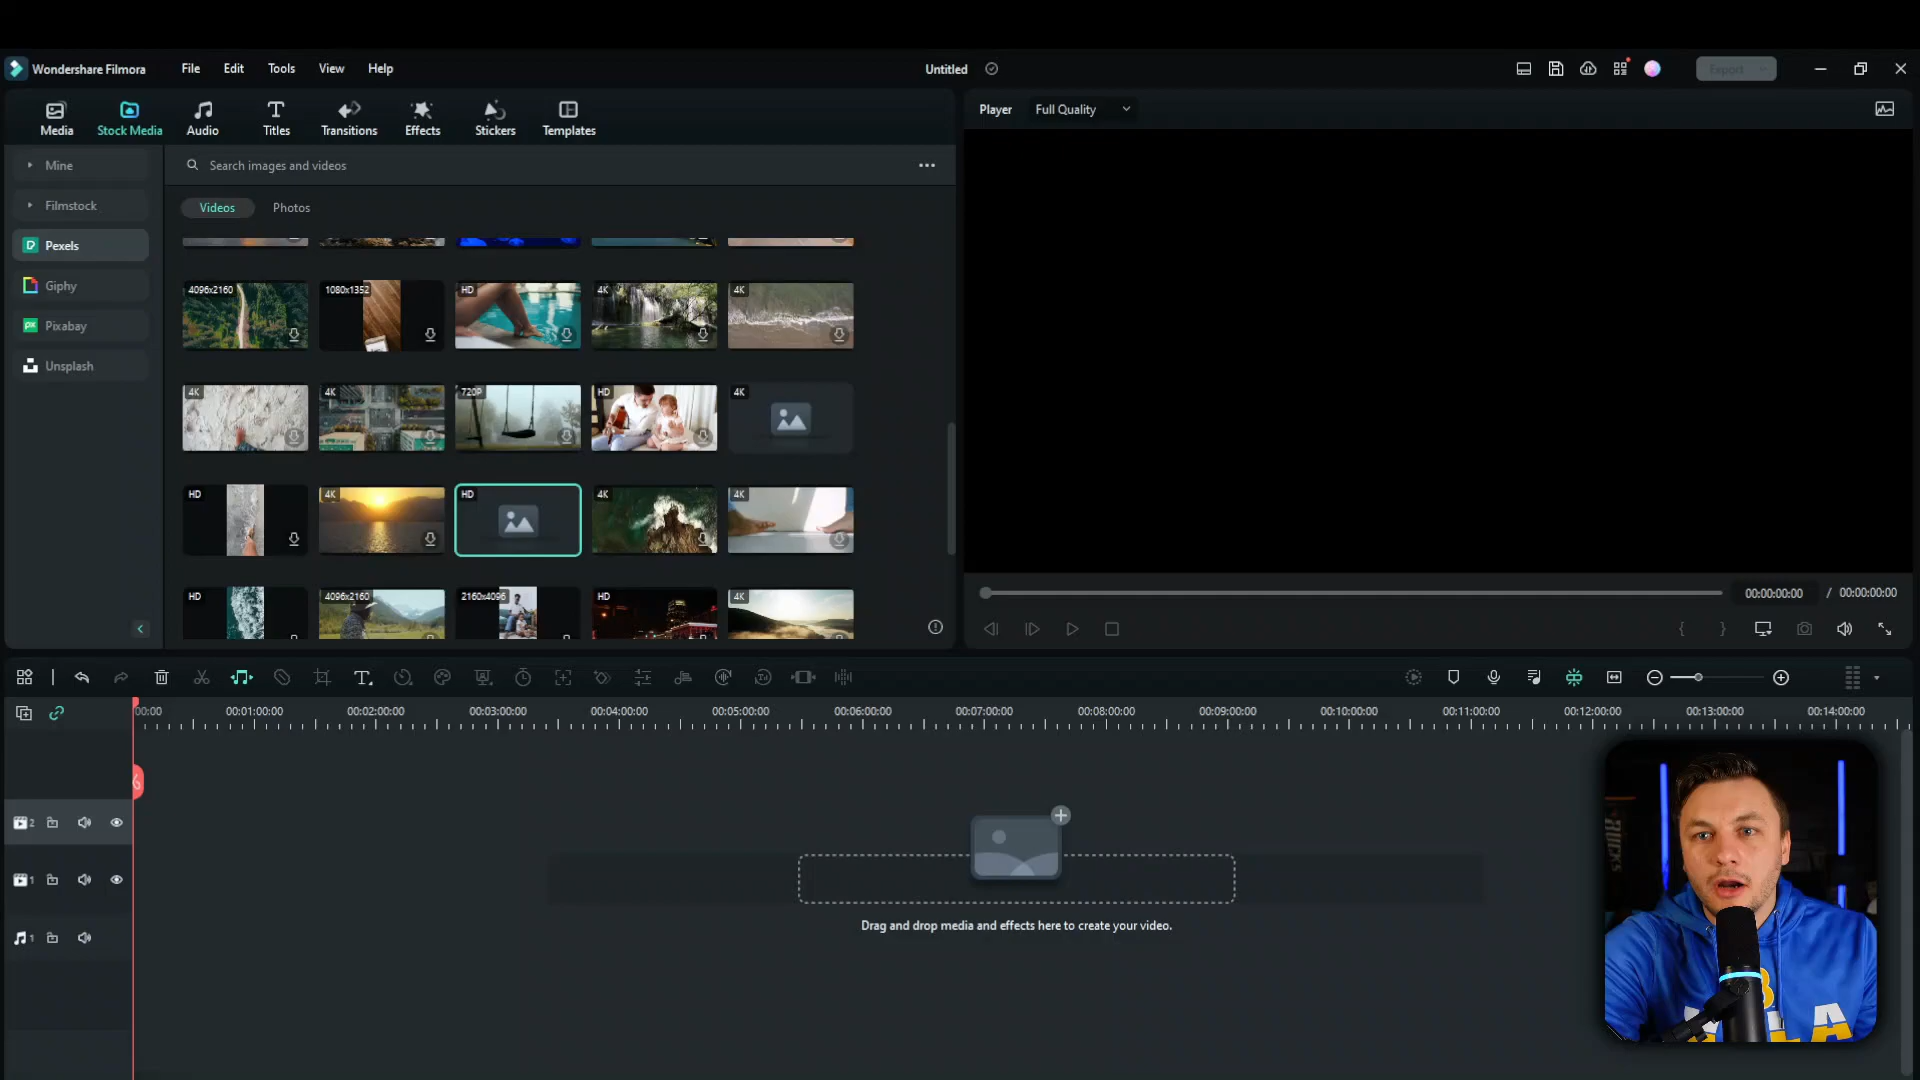 Wondershare Filmora File Edit Tools View Help Untitled Export
Media Stock Media Audio Titles Transitions Effects Stickers Templates
Player Full Quality
Mine
Search images and videos
Filmstock
Videos Photos
Pexels
Giphy
Pixabay
Unsplash
4096x2160 1080x1352 HD 4K 4K
4K 4K 720P HD 4K
HD 4K HD 4K 4K
HD 4096x2160 2160x4096 HD 4K
00:00:00:00 / 00:00:00:00
00:00 00:01:00:00 00:02:00:00 00:03:00:00 00:04:00:00 00:05:00:00 00:06:00:00 00:07:00:00 00:08:00:00 00:09:00:00 00:10:00:00 00:11:00:00 00:12:00:00 00:13:00:00 00:14:00:00
2
1
Drag and drop media and effects here to create your video.
1